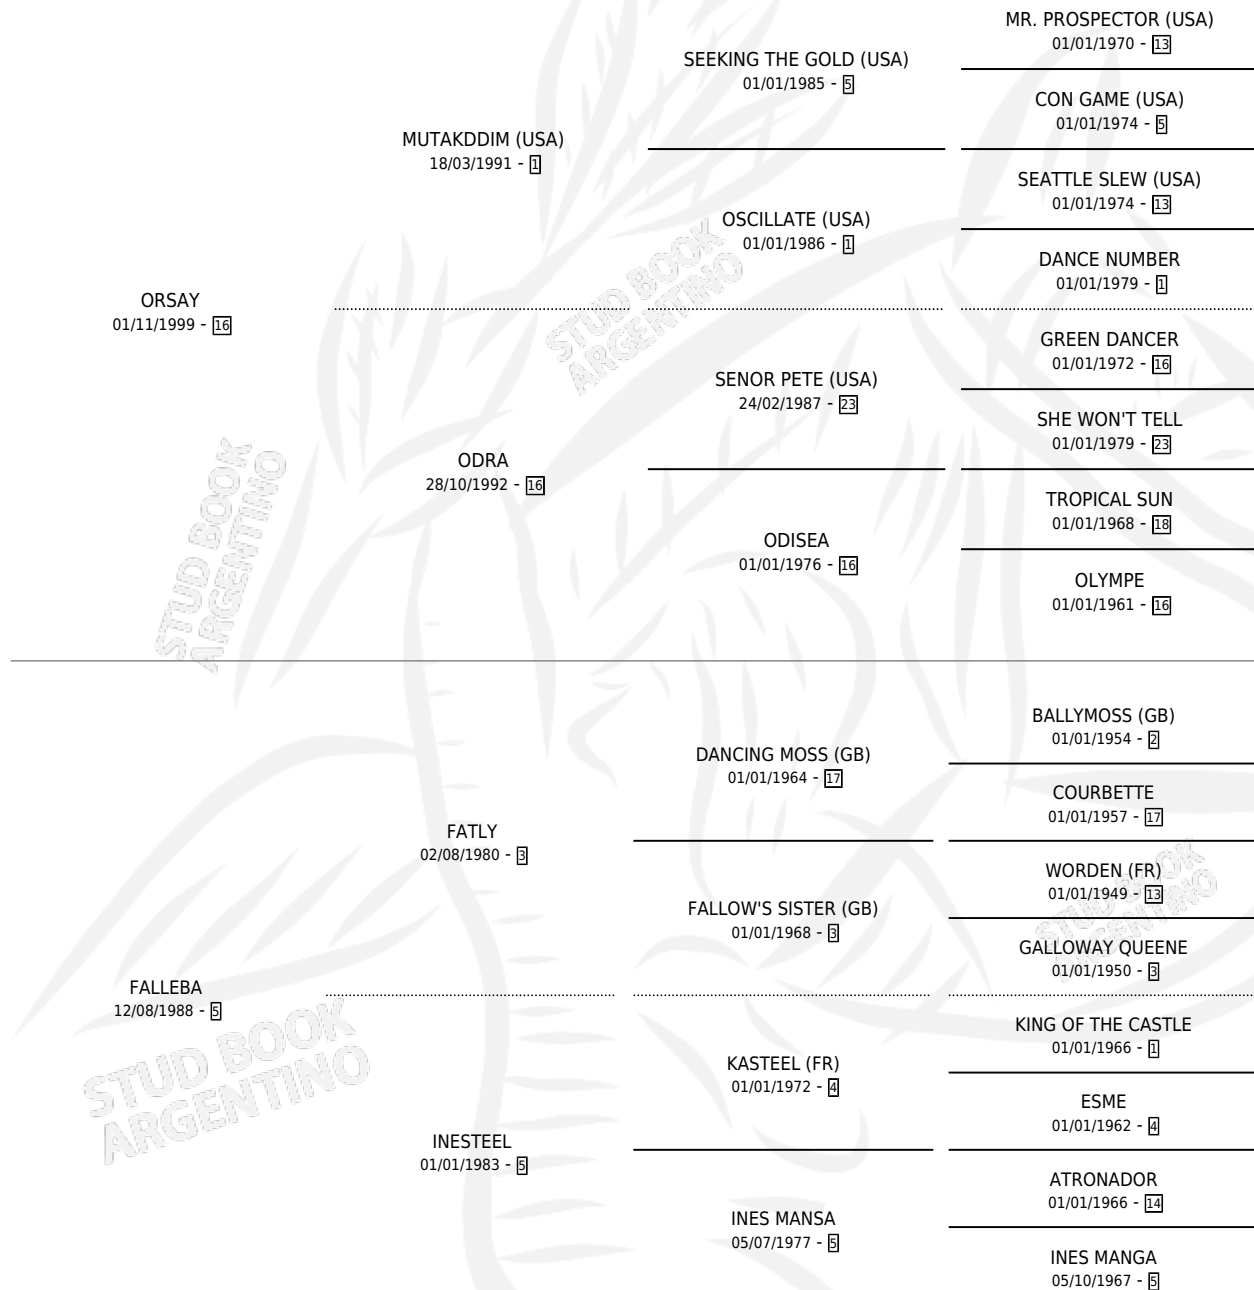 MR. PROSPECTOR (USA)
01/01/1970 - 13
SEEKING THE GOLD (USA)
01/01/1985 - 5
CON GAME (USA)
01/01/1974 - 5
MUTAKDDIM (USA)
18/03/1991 - 1
SEATTLE SLEW (USA)
01/01/1974 - 13
OSCILLATE (USA)
01/01/1986 - 1
DANCE NUMBER
01/01/1979 - 1
ORSAY
01/11/1999 - 16
GREEN DANCER
01/01/1972 - 16
SENOR PETE (USA)
24/02/1987 - 23
SHE WON'T TELL
01/01/1979 - 23
ODRA
28/10/1992 - 16
TROPICAL SUN
01/01/1968 - 18
ODISEA
01/01/1976 - 16
OLYMPE
01/01/1961 - 16
BALLYMOSS (GB)
01/01/1954 - 2
DANCING MOSS (GB)
01/01/1964 - 17
COURBETTE
01/01/1957 - 17
FATLY
02/08/1980 - 3
WORDEN (FR)
01/01/1949 - 13
FALLOW'S SISTER (GB)
01/01/1968 - 3
GALLOWAY QUEENE
01/01/1950 - 3
FALLEBA
12/08/1988 - 5
KING OF THE CASTLE
01/01/1966 - 1
KASTEEL (FR)
01/01/1972 - 4
ESME
01/01/1962 - 4
INESTEEL
01/01/1983 - 5
ATRONADOR
01/01/1966 - 14
INES MANSA
05/07/1977 - 5
INES MANGA
05/10/1967 - 5
STUD BOOK
ARGENTINO
STUD BOOK
ARGENTINO
STUD BOOK
ARGENTINO
STUD BOOK
ARGENTINO